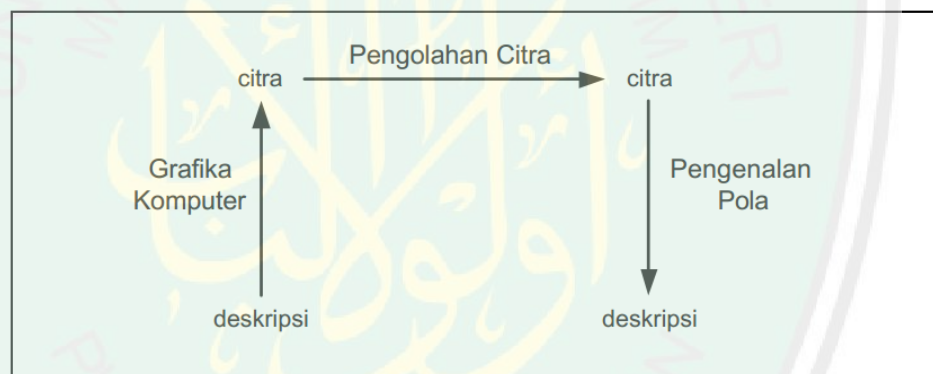 Pengolahan Citra
citra
citra
Grafika
Komputer
Pengenalan
Pola
deskripsi
deskripsi